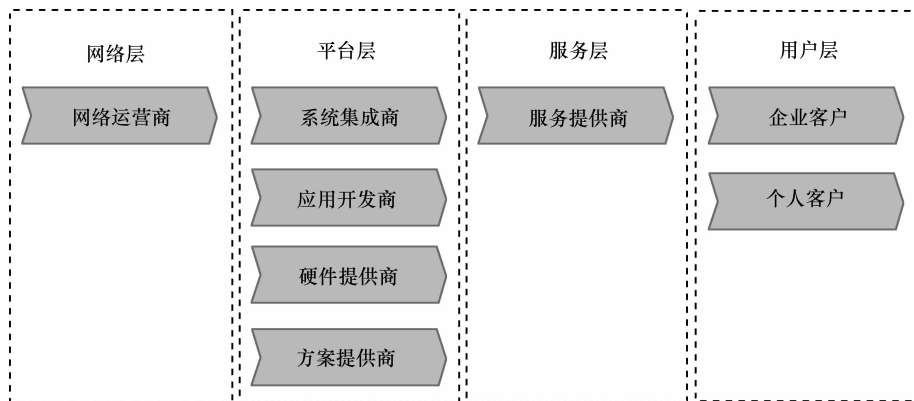 网络层
网络运营商
平台层
系统集成商
应用开发商
硬件提供商
方案提供商
服务层
服务提供商
用户层
企业客户
个人客户